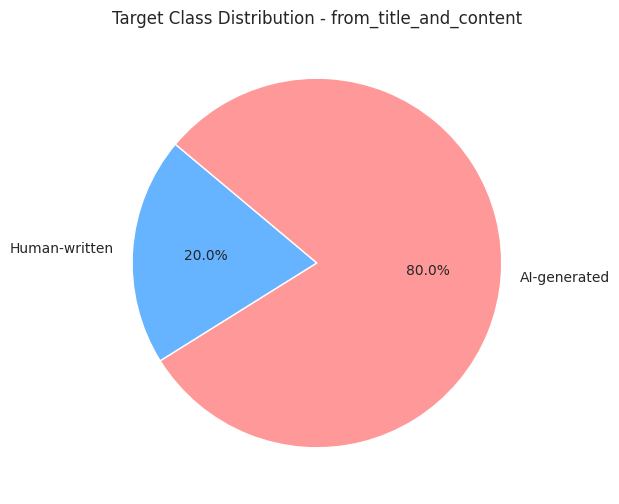 Target Class Distribution - from_title_and_content
Human-written
20.0%
80.0%
AI-generated